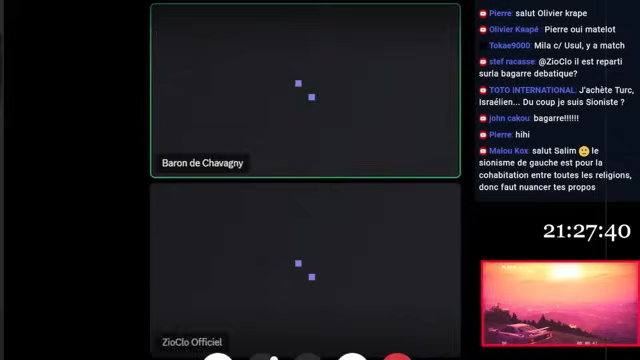 Pierre: salut Olivier krape
Olivier Kʀapé: Pierre oui matelot
Tokae9000: Mila c/ Usul, y a match
stef racasse: @ZioClo il est reparti
surla bagarre debatique?
TOTO INTERNATIONAL: J'achète Turc,
Israélien... Du coup je suis Sioniste ?
john cakou: bagarre!!!!!!
Pierre: hihi
Malou Kox: salut Salim 🙂 le
sionisme de gauche est pour la
cohabitation entre toutes les religions,
donc faut nuancer tes propos
Baron de Chavagny
21:27:40
ZioClo Officiel